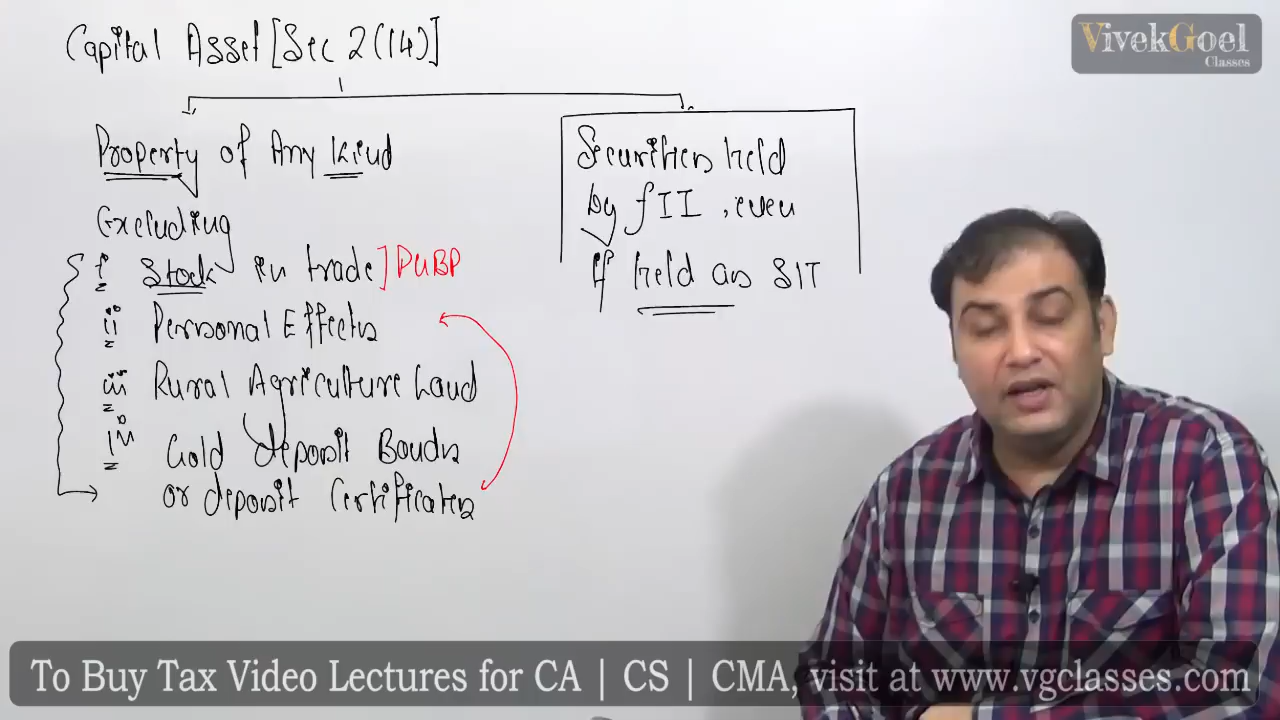 Capital Asset [Sec 2(14)]
Property of Any kind
Excluding
i Stock in trade ] PUBP
ii Personal Effects
iii Rural Agriculture Land
iv Gold deposit Bonds
or deposit Certificates
Securities held
by FII, even
if held as SIT
VivekGoel
Classes
To Buy Tax Video Lectures for CA | CS | CMA, visit at www.vgclasses.com